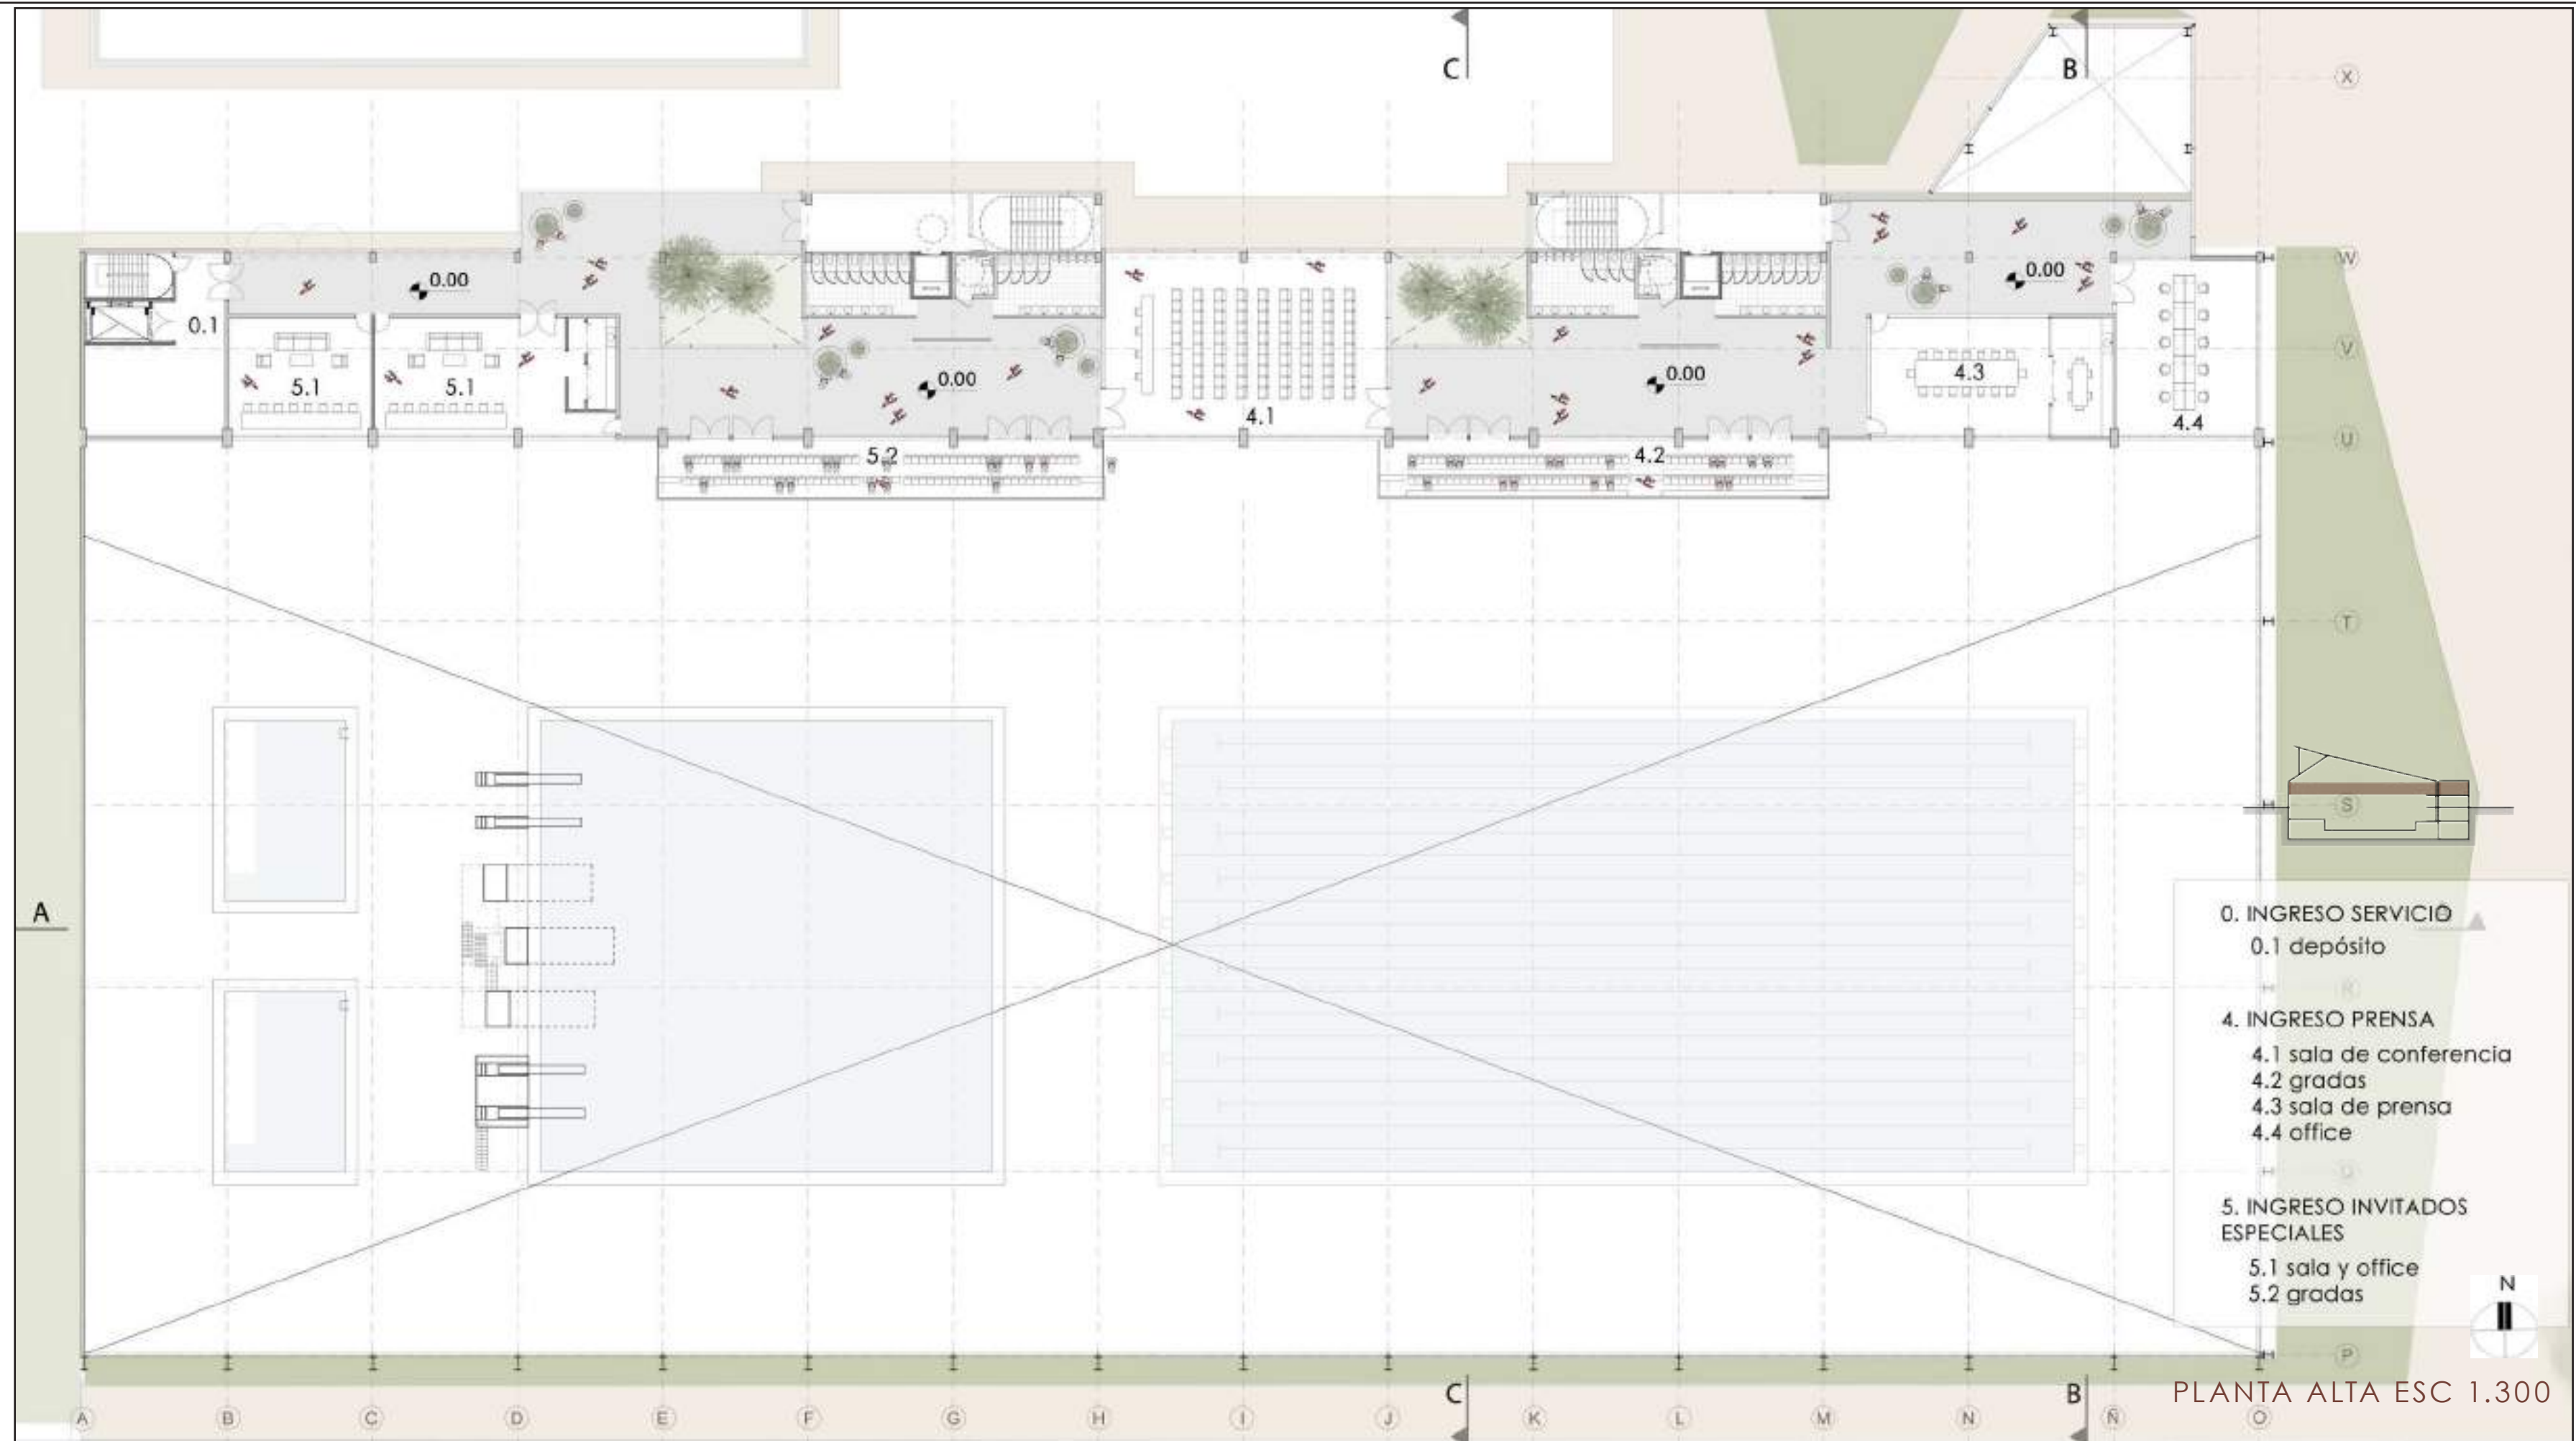 C
B
X
W
0.00
0.00
0.1
V
5.1
5.1
0.00
0.00
4.3
4.1
4.4
U
5.2
4.2
T
S
A
0. INGRESO SERVICIO
0.1 depósito
R
4. INGRESO PRENSA
4.1 sala de conferencia
4.2 gradas
4.3 sala de prensa
4.4 office
Q
5. INGRESO INVITADOS
ESPECIALES
5.1 sala y office
5.2 gradas
N
P
C
B
PLANTA ALTA ESC 1.300
A B C D E F G H I J K L M N Ñ O